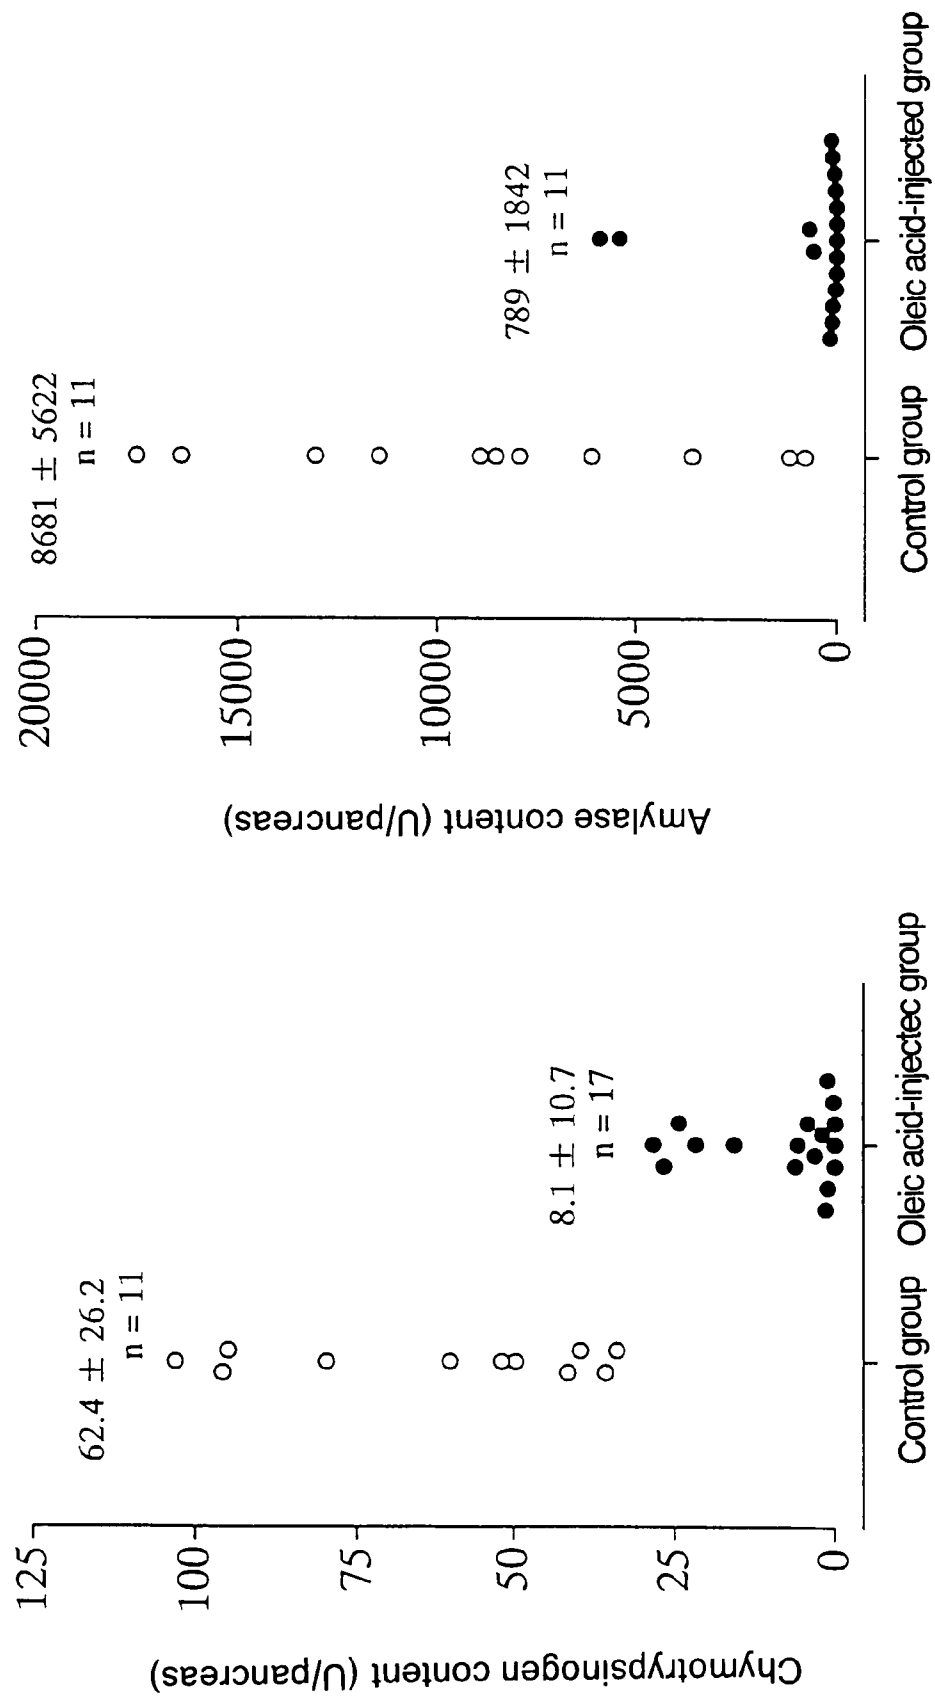 Chymotrypsinogen content (U/pancreas)
125
100
75
50
25
0
62.4 ± 26.2
n = 11
8.1 ± 10.7
n = 17
Control group
Oleic acid-injectec group
Amylase content (U/pancreas)
20000
15000
10000
5000
0
8681 ± 5622
n = 11
789 ± 1842
n = 11
Control group
Oleic acid-injected group